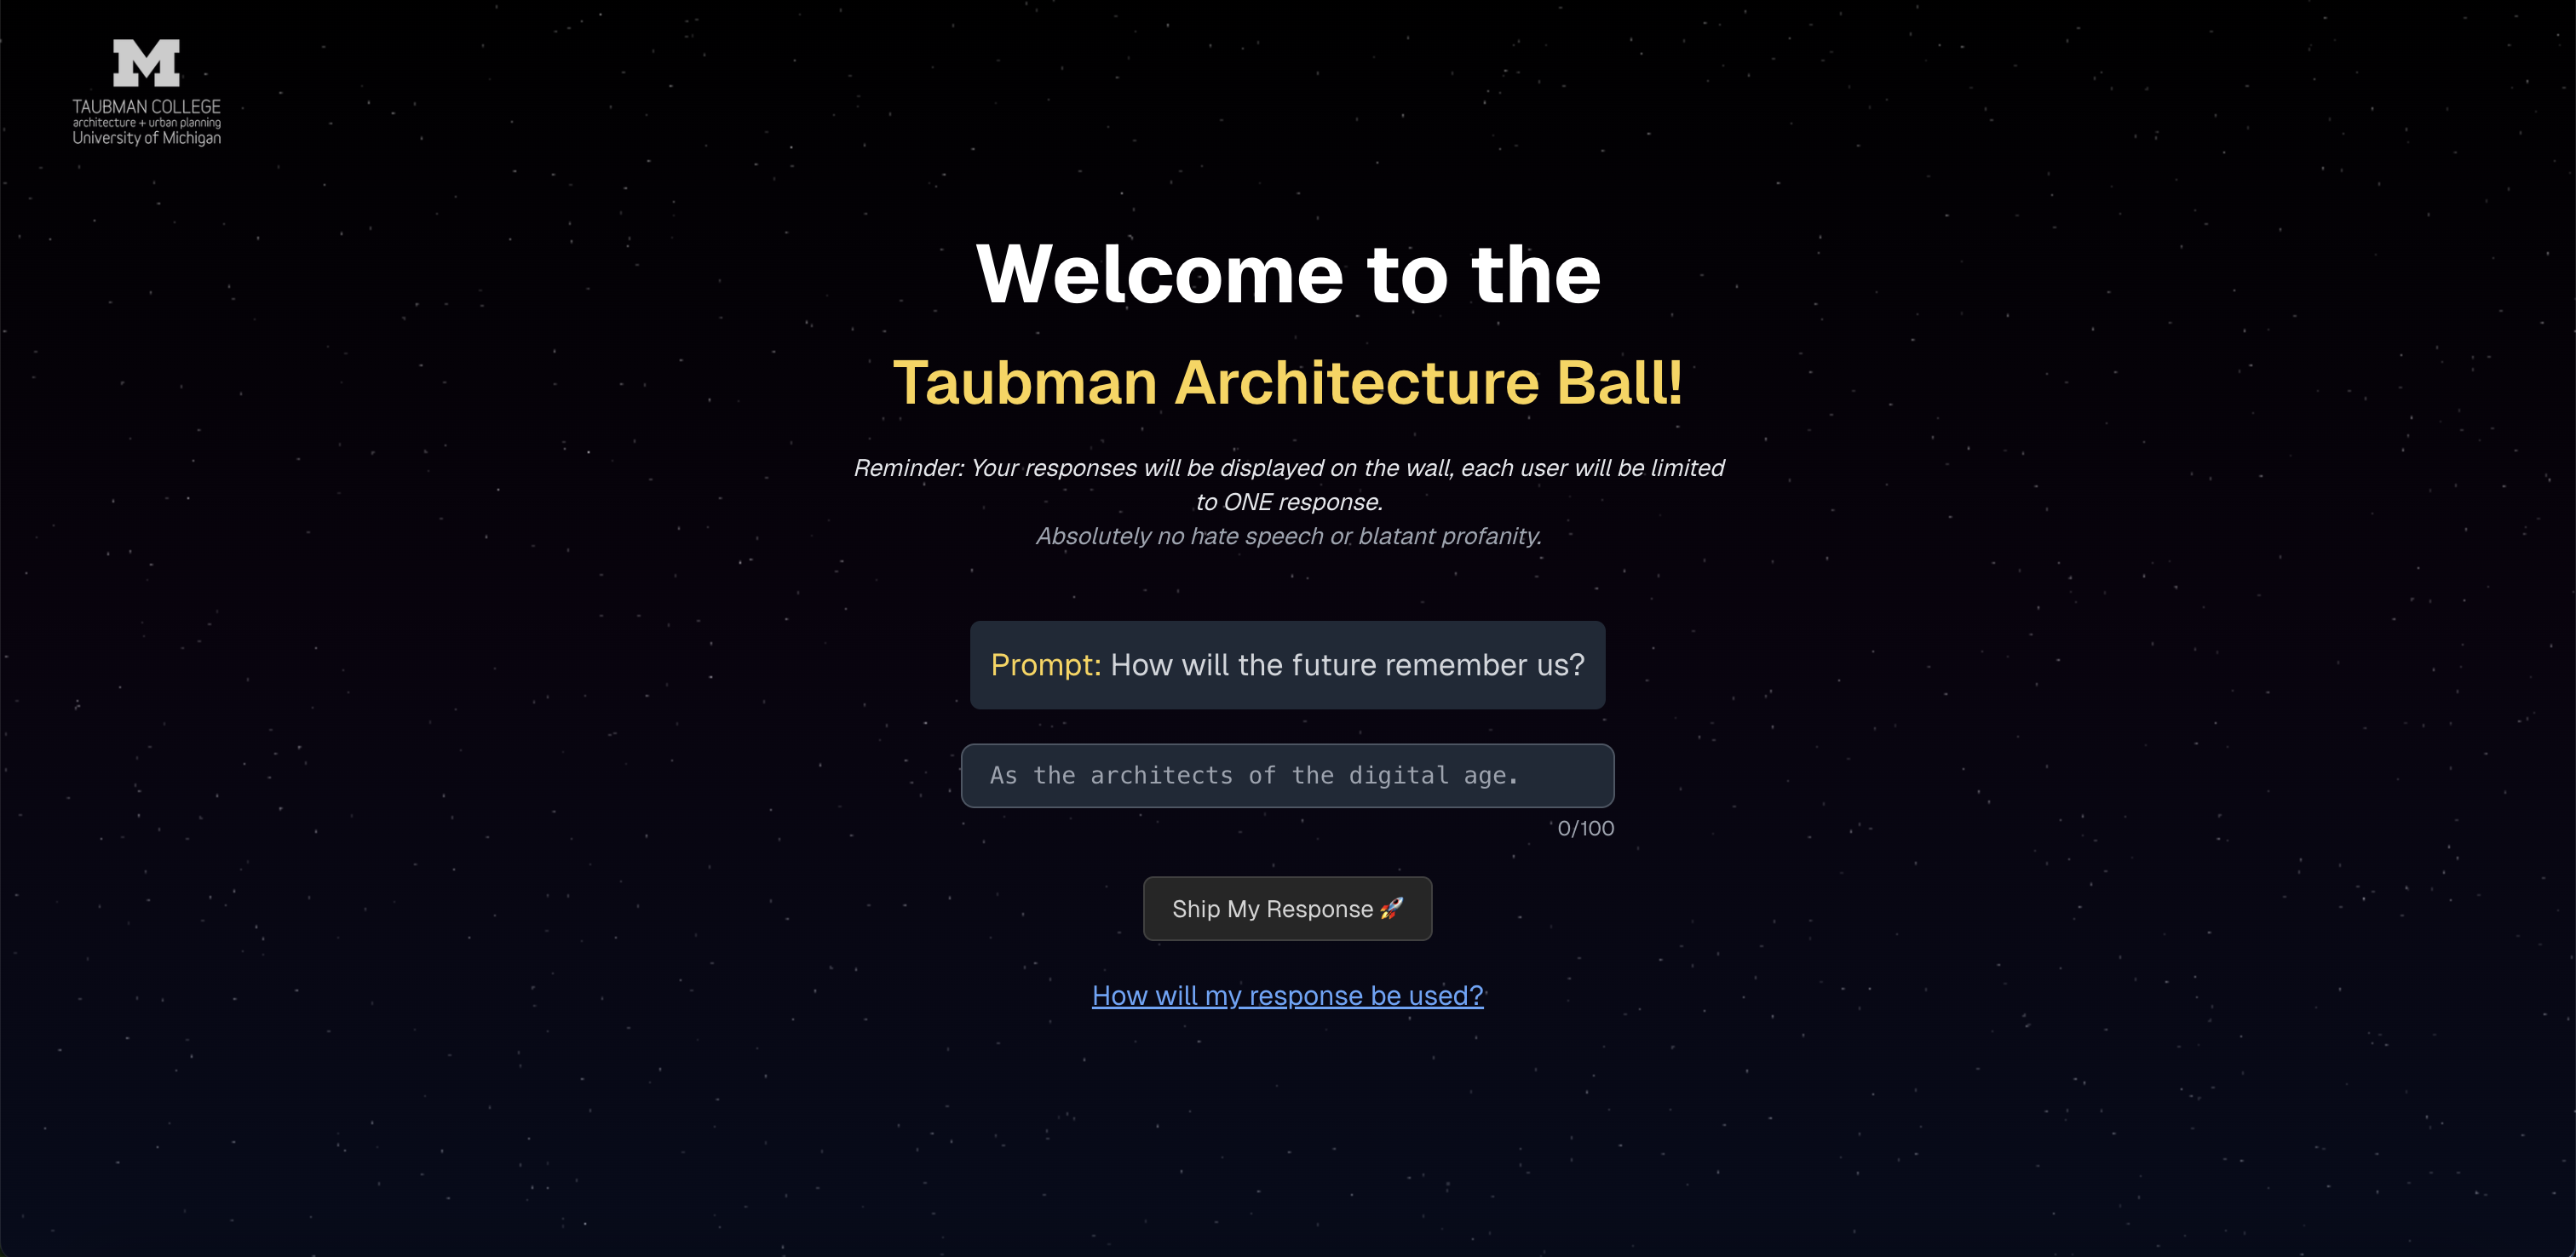 M
TAUBMAN COLLEGE
architecture + urban planning
University of Michigan
Welcome to the
Taubman Architecture Ball!
Reminder: Your responses will be displayed on the wall, each user will be limited
to ONE response.
Absolutely no hate speech or blatant profanity.
Prompt: How will the future remember us?
As the architects of the digital age.
0/100
Ship My Response 🚀
How will my response be used?